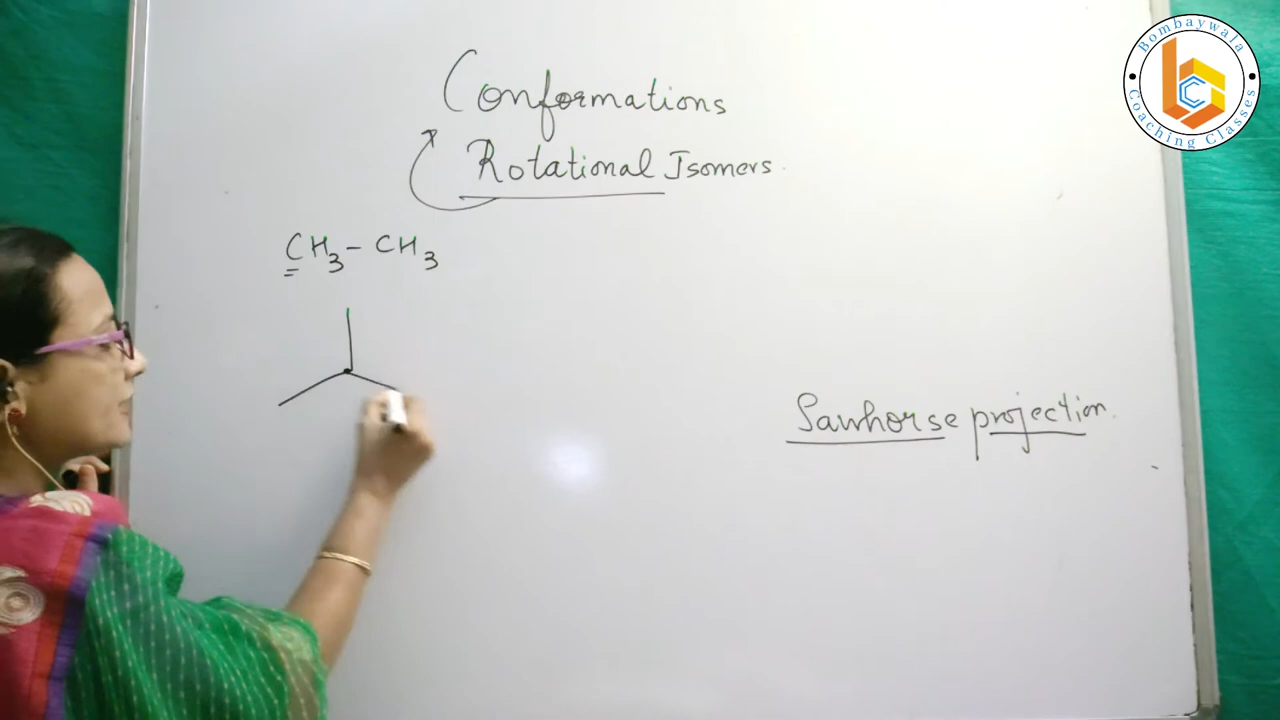 Conformations
Rotational Isomers.
CH3 - CH3
Sawhorse projection.
Bombaywala
Coaching Classes